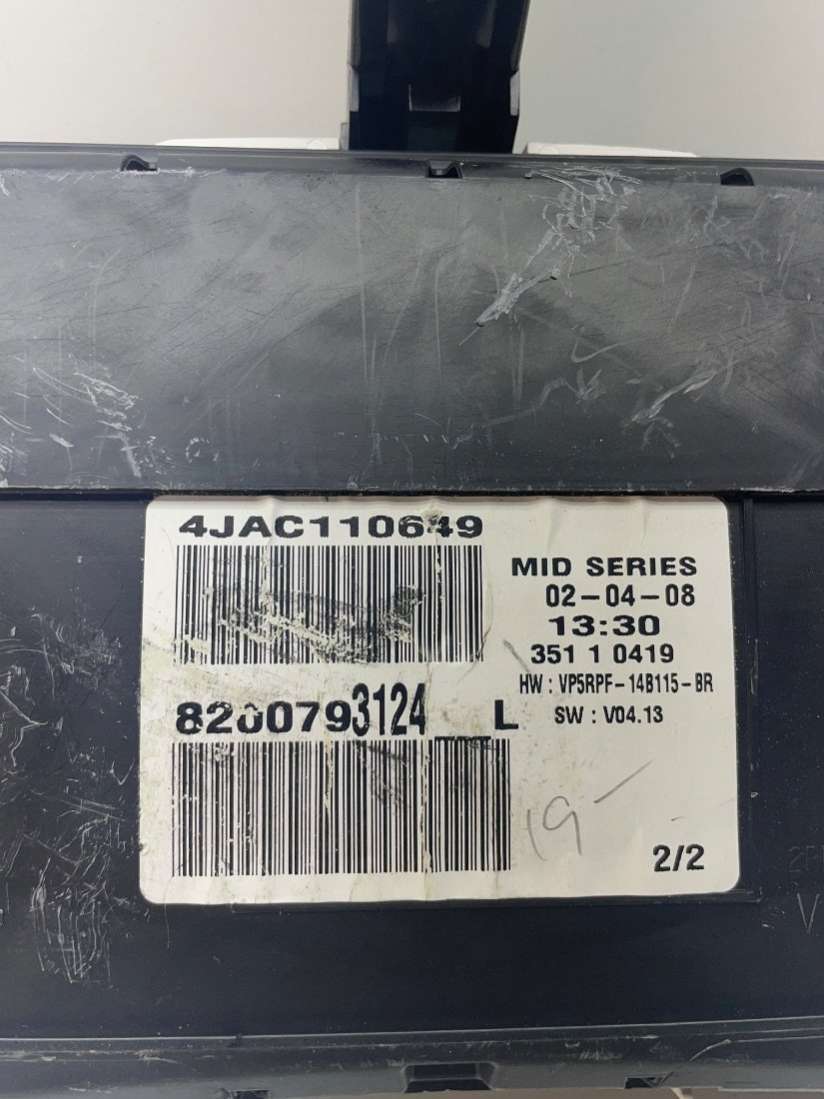 4JAC110649
MID SERIES
02-04-08
13:30
351 1 0419
HW : VP5RPF-14B115-BR
SW : V04.13
8200793124__L
19-
2/2
V